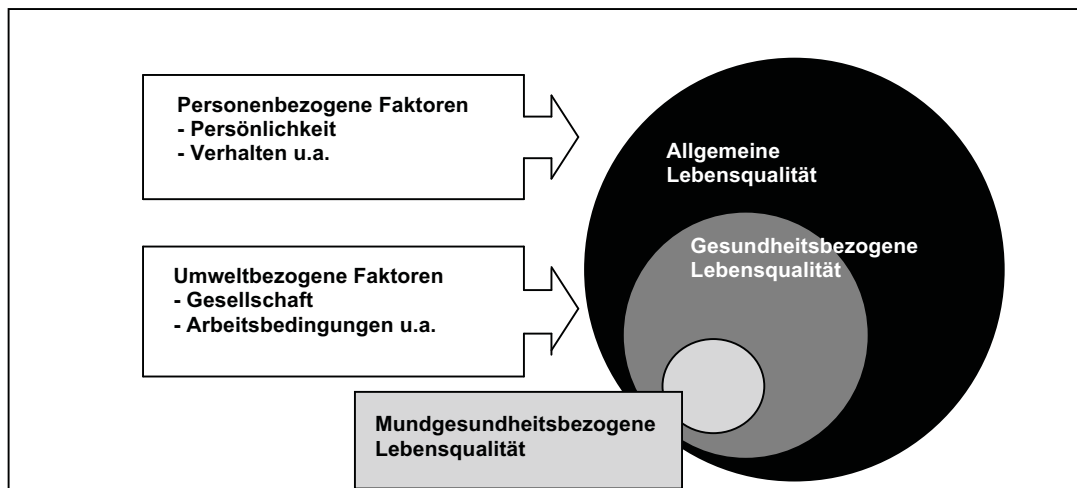 Personenbezogene Faktoren
- Persönlichkeit
- Verhalten u.a.
Allgemeine
Lebensqualität
Gesundheitsbezogene
Lebensqualität
Umweltbezogene Faktoren
- Gesellschaft
- Arbeitsbedingungen u.a.
Mundgesundheitsbezogene
Lebensqualität